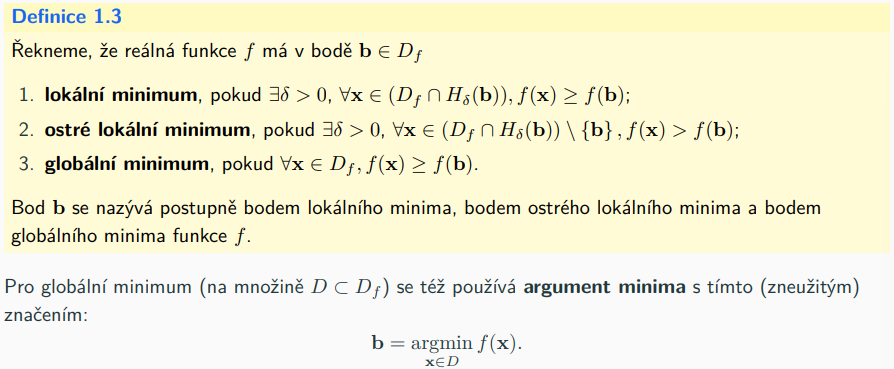 Definice 1.3
Řekneme, že reálná funkce f má v bodě b ∈ D_f
1. lokální minimum, pokud ∃δ > 0, ∀x ∈ (D_f ∩ H_δ(b)), f(x) ≥ f(b);
2. ostré lokální minimum, pokud ∃δ > 0, ∀x ∈ (D_f ∩ H_δ(b)) \ {b} , f(x) > f(b);
3. globální minimum, pokud ∀x ∈ D_f, f(x) ≥ f(b).
Bod b se nazývá postupně bodem lokálního minima, bodem ostrého lokálního minima a bodem
globálního minima funkce f.
Pro globální minimum (na množině D ⊂ D_f) se též používá argument minima s tímto (zneužitým)
značením:
b = argmin f(x).
x∈D